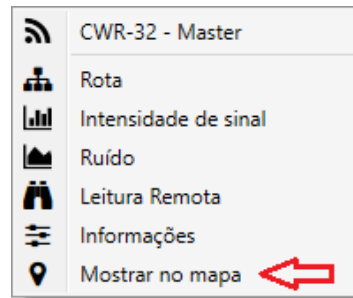 CWR-32 - Master
Rota
Intensidade de sinal
Ruído
Leitura Remota
Informações
Mostrar no mapa